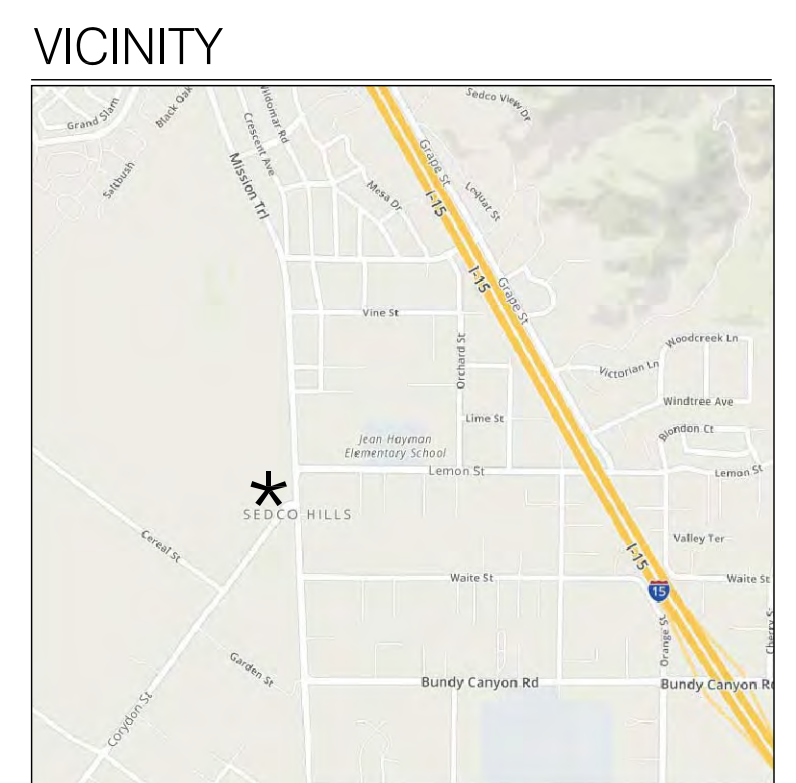 VICINITY
Grand Slam
Black Oak
Wildomar Rd
Sedco View Dr
Crescent Ave
Grape St
Saltbush
Mission Trl
Mesa Dr
Loquat St
I-15
I-15
Grape St
Vine St
Orchard St
Woodcreek Ln
Victorian Ln
Windtree Ave
Lime St
Blondon Ct
Jean Hayman
Elementary School
Lemon St
Lemon St
*
SEDCO HILLS
Cereal St
Valley Ter
I-15
Waite St
Waite St
15
Cherry S
Orange St
Garden St
Bundy Canyon Rd
Bundy Canyon Rd
Corydon St